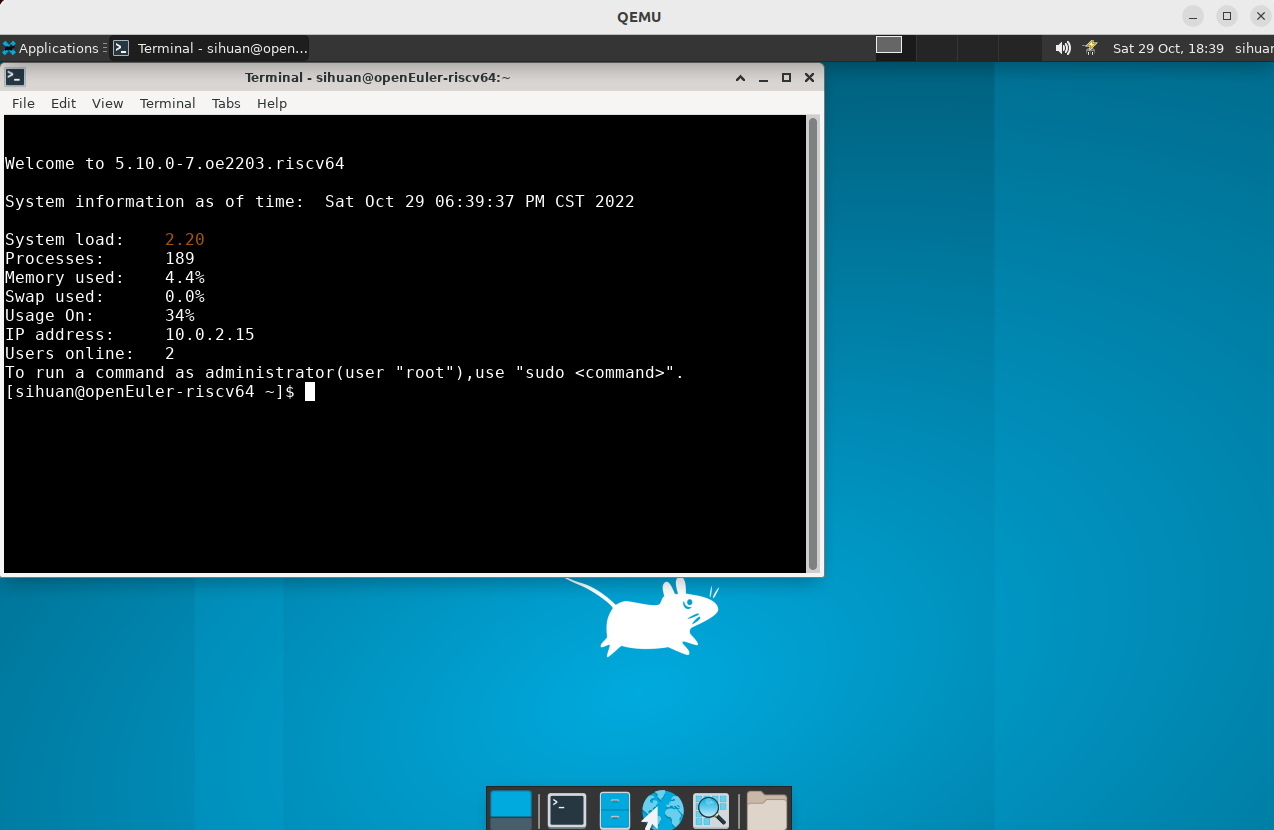 QEMU
Applications
Terminal - sihuan@open...
Sat 29 Oct, 18:39
sihuan
Terminal - sihuan@openEuler-riscv64:~
File Edit View Terminal Tabs Help
Welcome to 5.10.0-7.oe2203.riscv64
System information as of time:  Sat Oct 29 06:39:37 PM CST 2022
System load:    2.20
Processes:      189
Memory used:    4.4%
Swap used:      0.0%
Usage On:       34%
IP address:     10.0.2.15
Users online:   2
To run a command as administrator(user "root"),use "sudo <command>".
[sihuan@openEuler-riscv64 ~]$